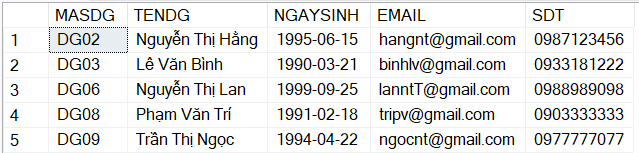 MASDG TENDG NGAYSINH EMAIL SDT
1 DG02 Nguyễn Thị Hằng 1995-06-15 hangnt@gmail.com 0987123456
2 DG03 Lê Văn Bình 1990-03-21 binhlv@gmail.com 0933181222
3 DG06 Nguyễn Thị Lan 1999-09-25 lanntT@gmail.com 0988989098
4 DG08 Phạm Văn Trí 1991-02-18 tripv@gmail.com 0903333333
5 DG09 Trần Thị Ngọc 1994-04-22 ngocnt@gmail.com 0977777077